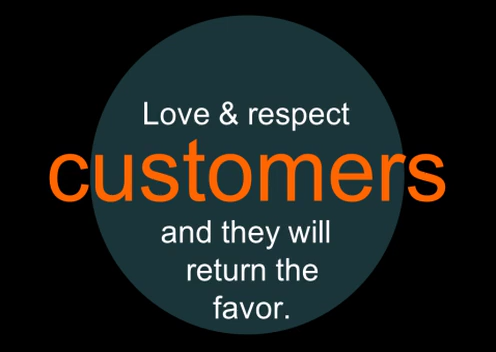 Love & respect
customers
and they will
return the
favor.